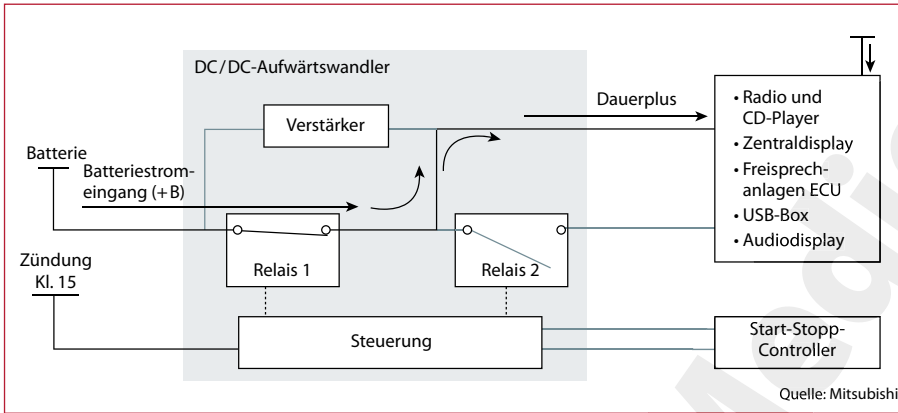 DC/DC-Aufwärtswandler
Verstärker
Dauerplus
Batterie
Batteriestrom-
eingang (+B)
Relais 1
Relais 2
Zündung
Kl. 15
Steuerung
• Radio und
CD-Player
• Zentraldisplay
• Freisprech-
anlagen ECU
• USB-Box
• Audiodisplay
Start-Stopp-
Controller
Quelle: Mitsubishi
Medi